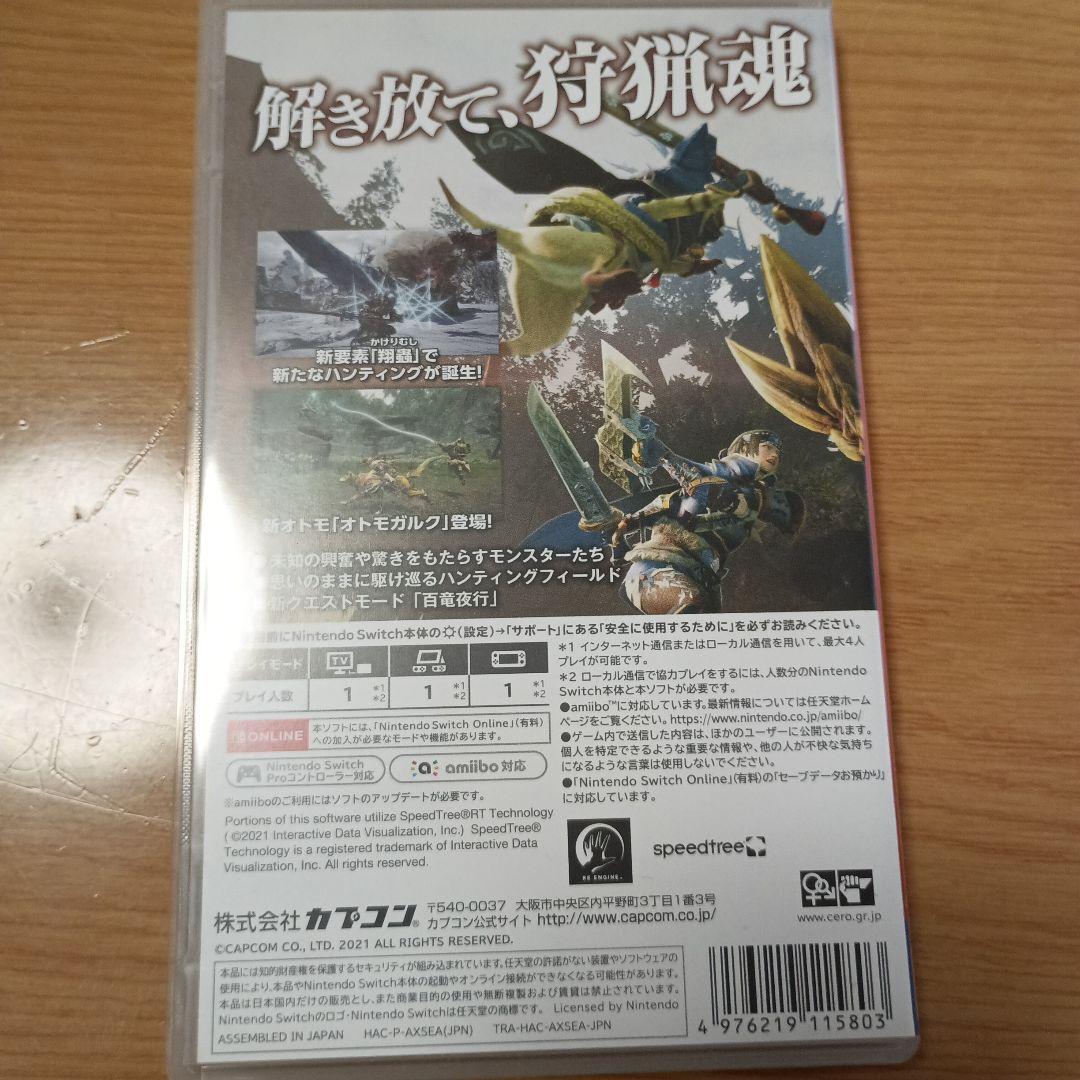 解き放て、狩猟魂
かけりむし
新要素「翔蟲」で
新たなハンティングが誕生!
新オトモ「オトモガルク」登場!
未知の興奮や驚きをもたらすモンスターたち
思いのままに駆け巡るハンティングフィールド
新クエストモード「百竜夜行」
前にNintendo Switch本体の(設定)→「サポート」にある「安全に使用するために」を必ずお読みください。
プレイモード TV
プレイ人数 1 *1 *2 1 *1 *2 1 *1 *2
ONLINE 本ソフトには、「Nintendo Switch Online」(有料)
への加入が必要なモードや機能があります。
Nintendo Switch
Proコントローラー対応
amiibo 対応
※amiiboのご利用にはソフトのアップデートが必要です。
*1 インターネット通信またはローカル通信を用いて、最大4人
プレイが可能です。
*2 ローカル通信で協力プレイをするには、人数分のNintendo
Switch本体と本ソフトが必要です。
●amiibo™に対応しています。最新情報については任天堂ホーム
ページをご覧ください。https://www.nintendo.co.jp/amiibo/
●ゲーム内で送信した内容は、ほかのユーザーに公開されます。
個人を特定できるような重要な情報や、他の人が不快な気持ち
になるような言葉は使用しないでください。
●「Nintendo Switch Online」(有料)の「セーブデータお預かり」
に対応しています。
Portions of this software utilize SpeedTree®RT Technology
( ©2021 Interactive Data Visualization, Inc.) SpeedTree®
Technology is a registered trademark of Interactive Data
Visualization, Inc. All rights reserved.
RE ENGINE™
speedtree
www.cero.gr.jp
株式会社カプコン® 〒540-0037 大阪市中央区内平野町3丁目1番3号
カプコン公式サイト http://www.capcom.co.jp/
©CAPCOM CO., LTD. 2021 ALL RIGHTS RESERVED.
本品には知的財産権を保護するセキュリティが組み込まれています。任天堂の許諾がない装置やソフトウェアの
使用により、本品やNintendo Switch本体の起動やオンライン接続ができなくなる可能性があります。
本品は日本国内だけの販売とし、また商業目的の使用や無断複製および賃貸は禁止されています。
Nintendo Switchのロゴ・Nintendo Switchは任天堂の商標です。 Licensed by Nintendo
ASSEMBLED IN JAPAN HAC-P-AXSEA(JPN) TRA-HAC-AXSEA-JPN
4 976219 115803